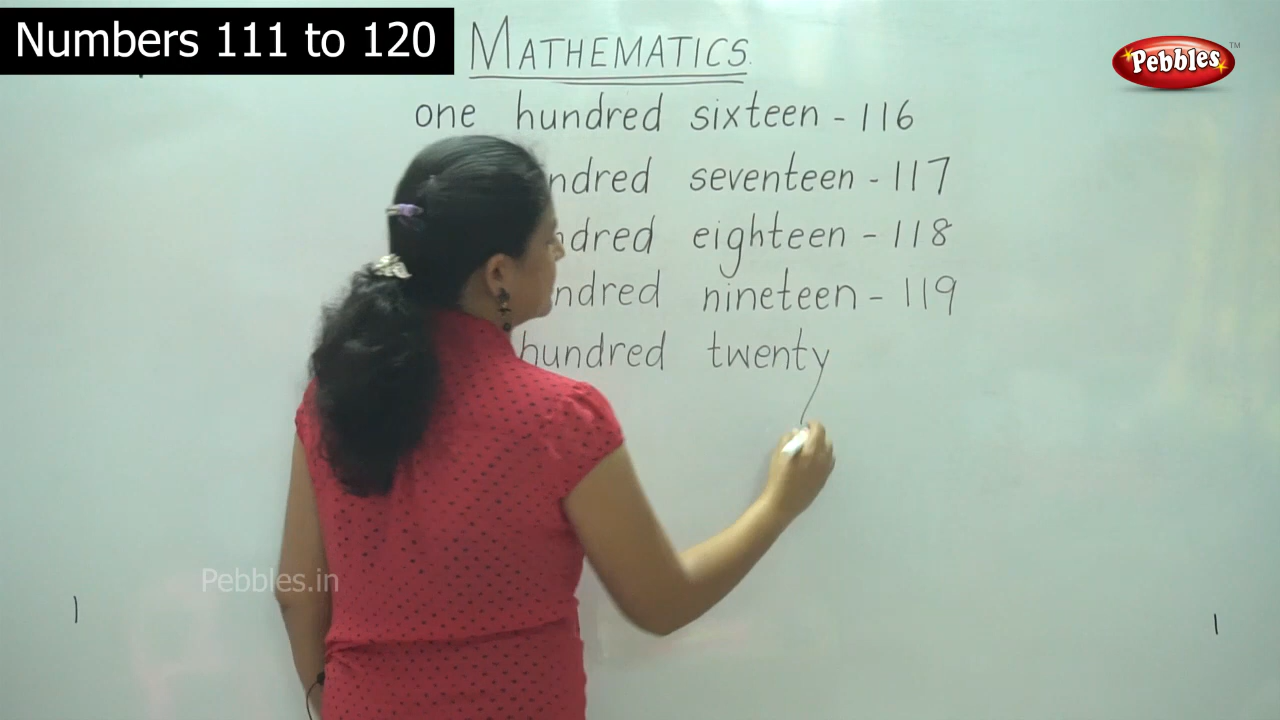 Numbers 111 to 120
MATHEMATICS.
Pebbles TM
one hundred sixteen - 116
ndred seventeen - 117
dred eighteen - 118
ndred nineteen - 119
hundred twenty
Pebbles.in